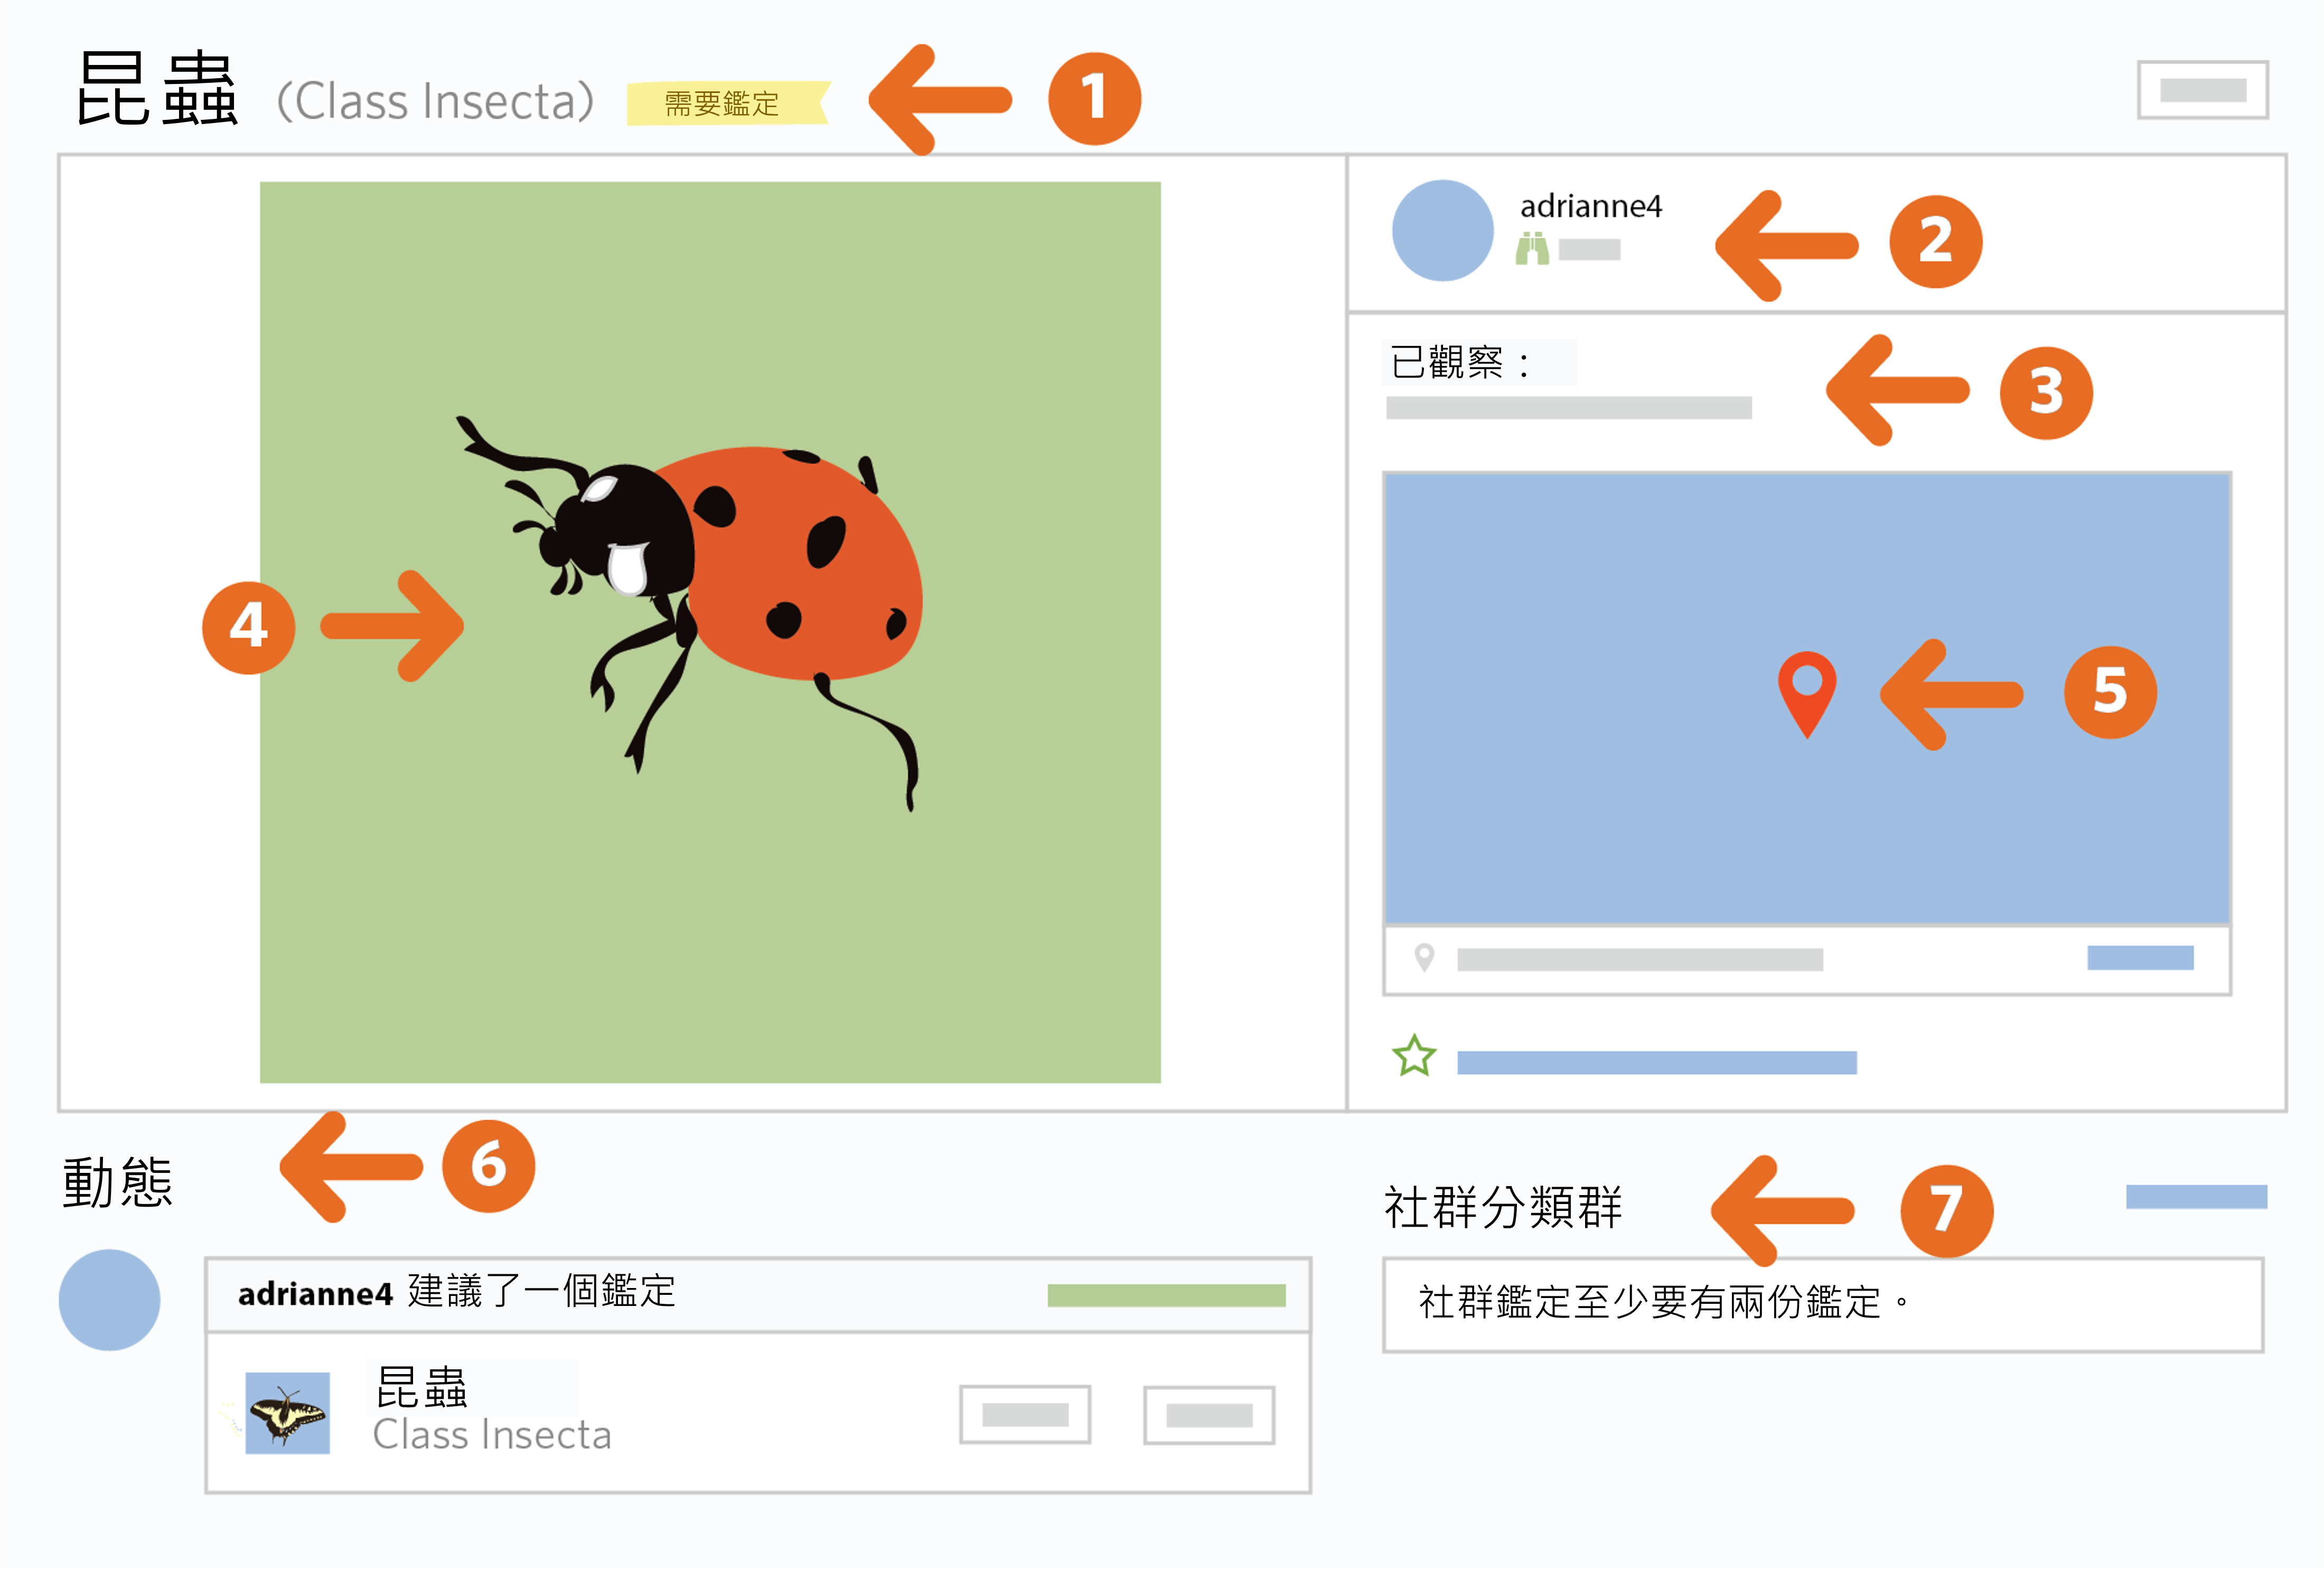 昆蟲 (Class Insecta) 需要鑑定 1
adrianne4
2
已觀察：
3
4
5
動態
6
社群分類群
7
adrianne4 建議了一個鑑定
社群鑑定至少要有兩份鑑定。
昆蟲
Class Insecta